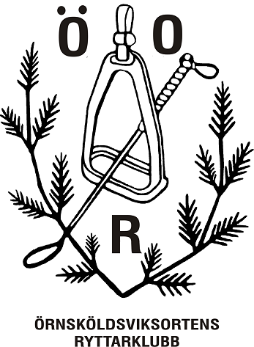 Ö O
R
ÖRNSKÖLDSVIKSORTENS
RYTTARKLUBB